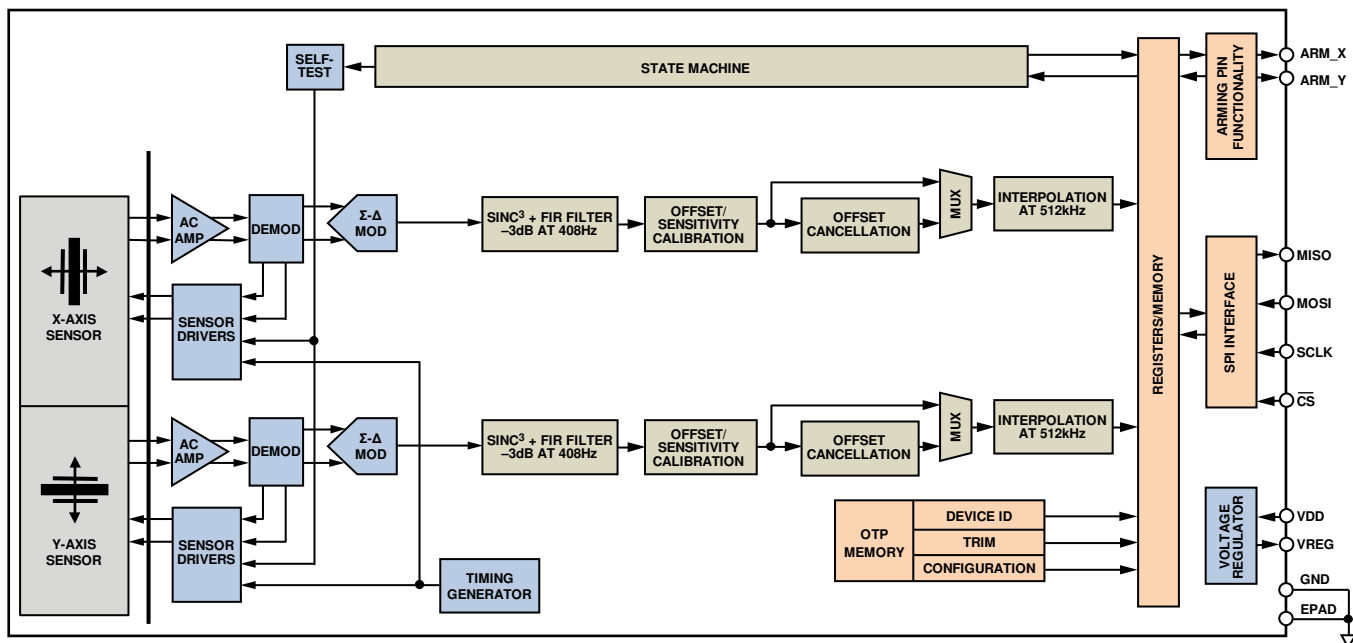 SELF-
TEST
STATE MACHINE
ARMING PIN
FUNCTIONALITY
ARM_X
ARM_Y
X-AXIS
SENSOR
AC
AMP
DEMOD
Σ-Δ
MOD
SENSOR
DRIVERS
SINC³ + FIR FILTER
–3dB AT 408Hz
OFFSET/
SENSITIVITY
CALIBRATION
OFFSET
CANCELLATION
MUX
INTERPOLATION
AT 512kHz
REGISTERS/MEMORY
SPI INTERFACE
MISO
MOSI
SCLK
C̅S̅
Y-AXIS
SENSOR
AC
AMP
DEMOD
Σ-Δ
MOD
SENSOR
DRIVERS
SINC³ + FIR FILTER
–3dB AT 408Hz
OFFSET/
SENSITIVITY
CALIBRATION
OFFSET
CANCELLATION
MUX
INTERPOLATION
AT 512kHz
TIMING
GENERATOR
OTP
MEMORY
DEVICE ID
TRIM
CONFIGURATION
VOLTAGE
REGULATOR
VDD
VREG
GND
EPAD